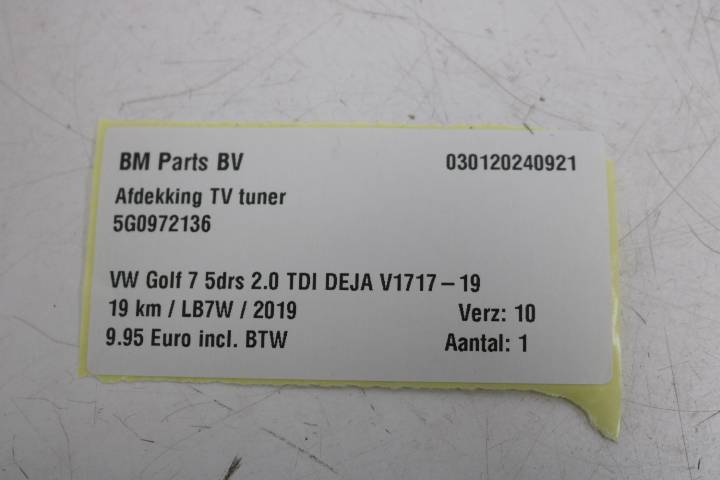 BM Parts BV 030120240921
Afdekking TV tuner
5G0972136
VW Golf 7 5drs 2.0 TDI DEJA V1717-19
19 km / LB7W / 2019 Verz: 10
9.95 Euro incl. BTW Aantal: 1